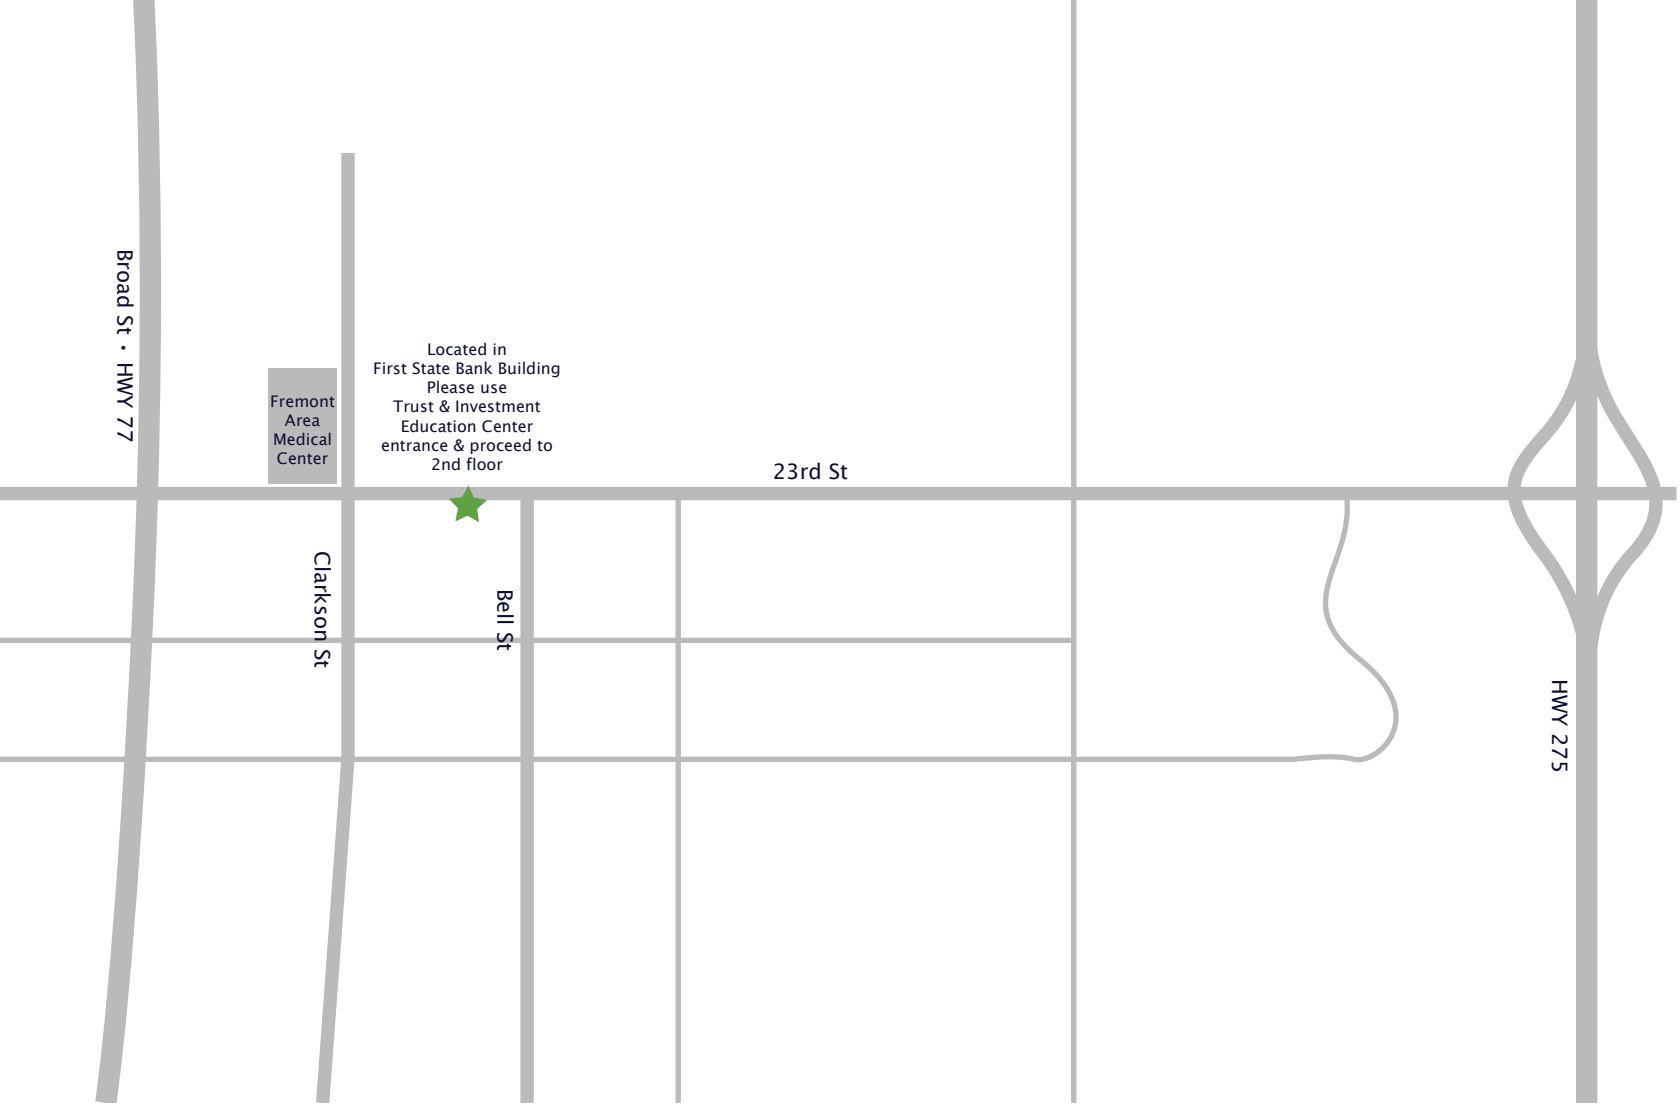 Broad St • HWY 77
Located in
First State Bank Building
Please use
Trust & Investment
Education Center
entrance & proceed to
2nd floor
Fremont
Area
Medical
Center
23rd St
Clarkson St
Bell St
HWY 275